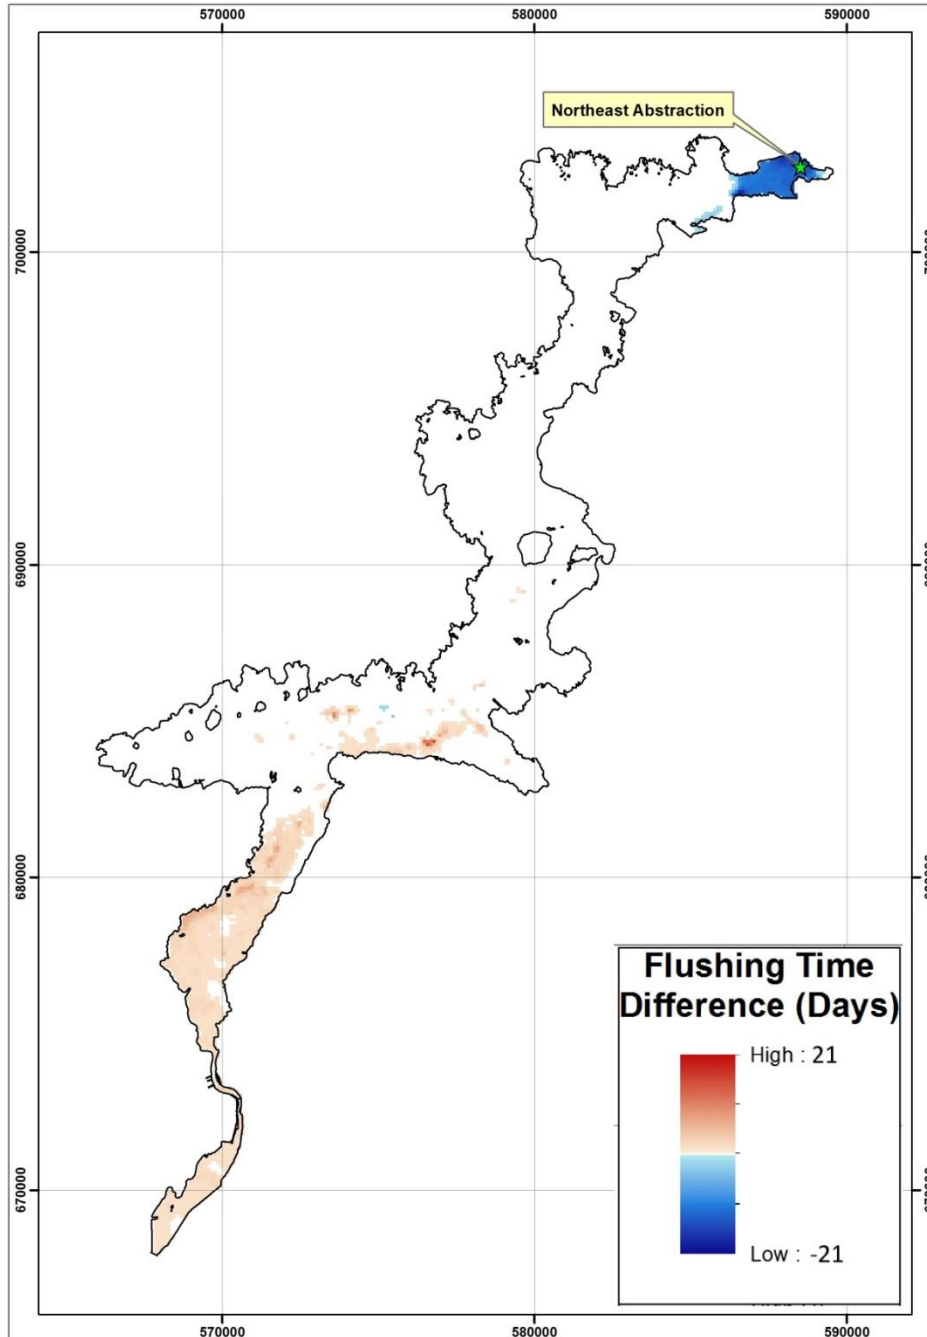 570000 580000 590000
Northeast Abstraction
700000
690000
680000
Flushing Time
Difference (Days)
High : 21
Low : -21
670000
570000 580000 590000